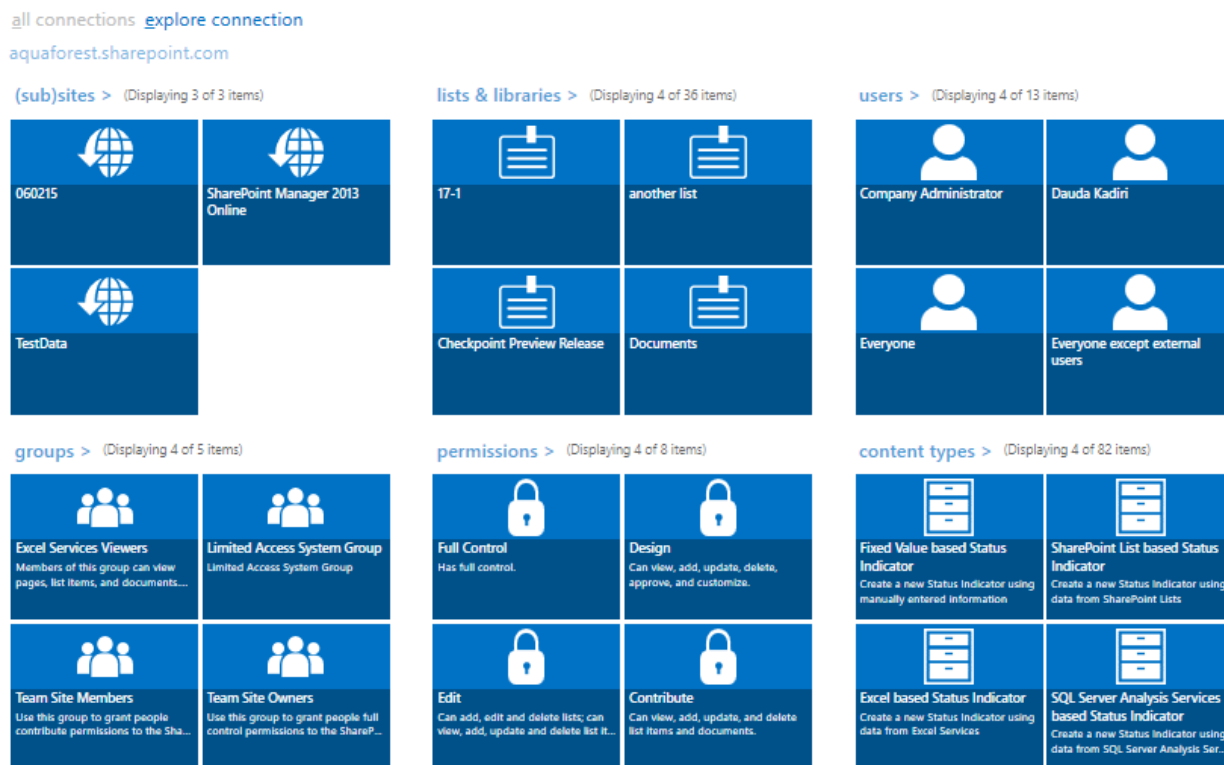 all connections explore connection
aquaforest.sharepoint.com
(sub)sites > (Displaying 3 of 3 items)
060215
SharePoint Manager 2013
Online
TestData
lists & libraries > (Displaying 4 of 36 items)
17-1
another list
Checkpoint Preview Release
Documents
users > (Displaying 4 of 13 items)
Company Administrator
Dauda Kadiri
Everyone
Everyone except external
users
groups > (Displaying 4 of 5 items)
Excel Services Viewers
Members of this group can view
pages, list items, and documents....
Limited Access System Group
Limited Access System Group
Team Site Members
Use this group to grant people
contribute permissions to the Sha...
Team Site Owners
Use this group to grant people full
control permissions to the ShareP...
permissions > (Displaying 4 of 8 items)
Full Control
Has full control.
Design
Can view, add, update, delete,
approve, and customize.
Edit
Can add, edit and delete lists; can
view, add, update and delete list it...
Contribute
Can view, add, update, and delete
list items and documents.
content types > (Displaying 4 of 82 items)
Fixed Value based Status
Indicator
Create a new Status Indicator using
manually entered information
SharePoint List based Status
Indicator
Create a new Status Indicator using
data from SharePoint Lists
Excel based Status Indicator
Create a new Status Indicator using
data from Excel Services
SQL Server Analysis Services
based Status Indicator
Create a new Status Indicator using
data from SQL Server Analysis Ser...